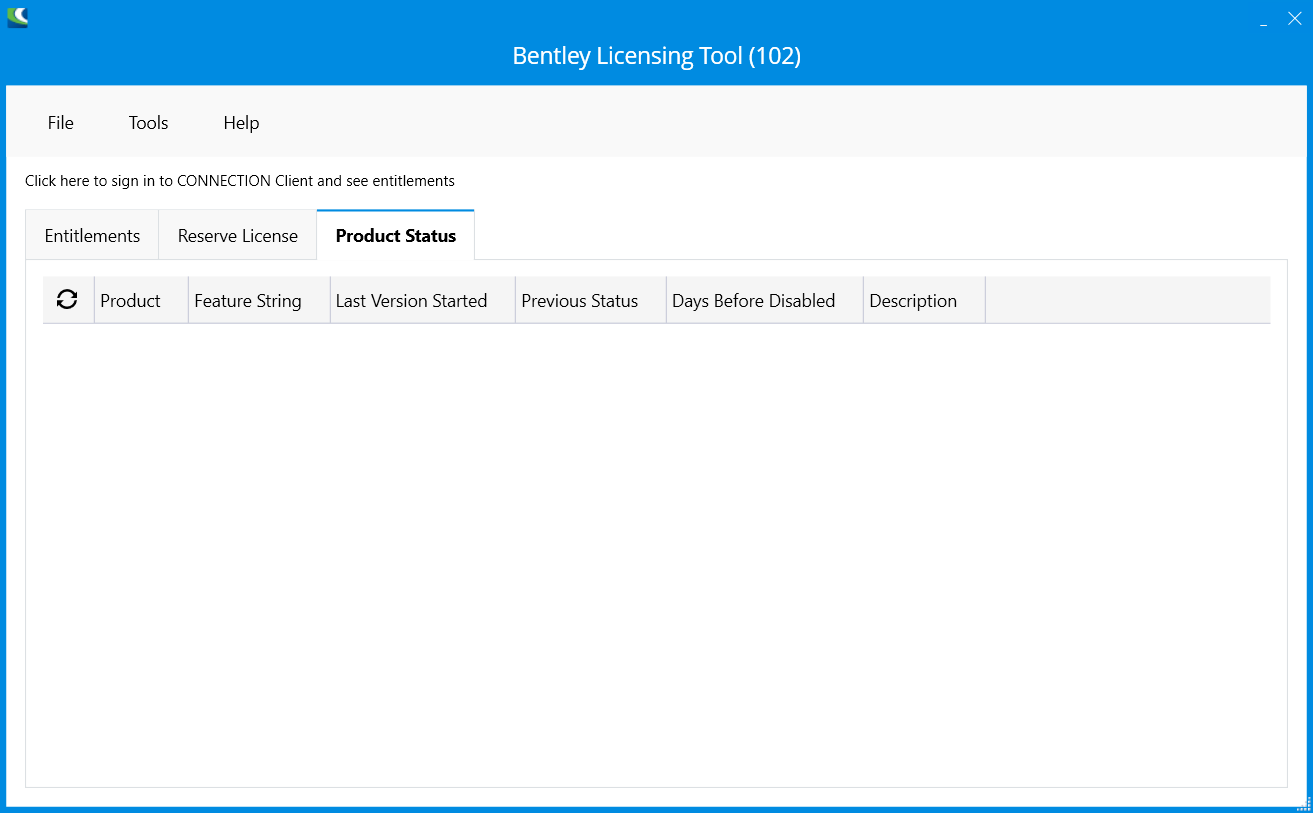 Bentley Licensing Tool (102)
File Tools Help
Click here to sign in to CONNECTION Client and see entitlements
Entitlements Reserve License Product Status
Product Feature String Last Version Started Previous Status Days Before Disabled Description